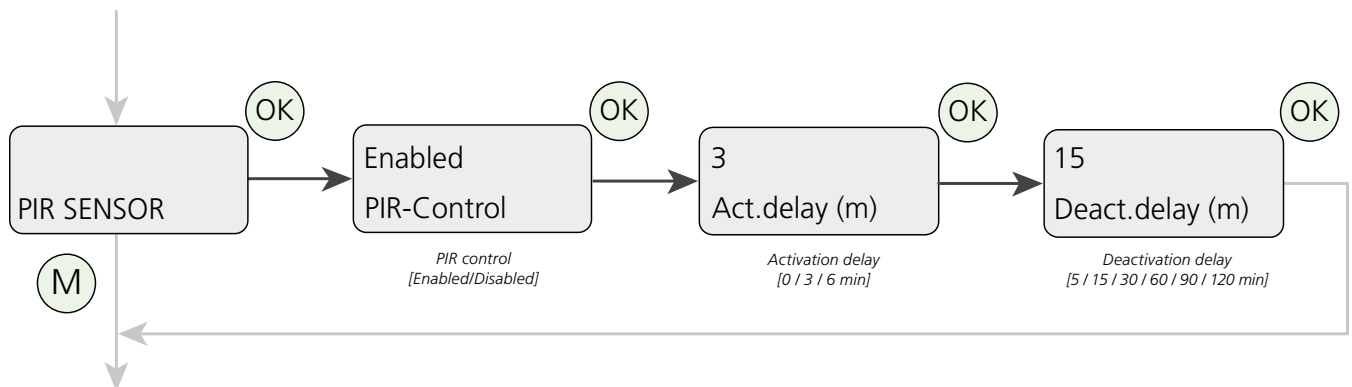 OK
OK
OK
OK
PIR SENSOR
Enabled
PIR-Control
3
Act.delay (m)
15
Deact.delay (m)
M
PIR control
[Enabled/Disabled]
Activation delay
[0 / 3 / 6 min]
Deactivation delay
[5 / 15 / 30 / 60 / 90 / 120 min]